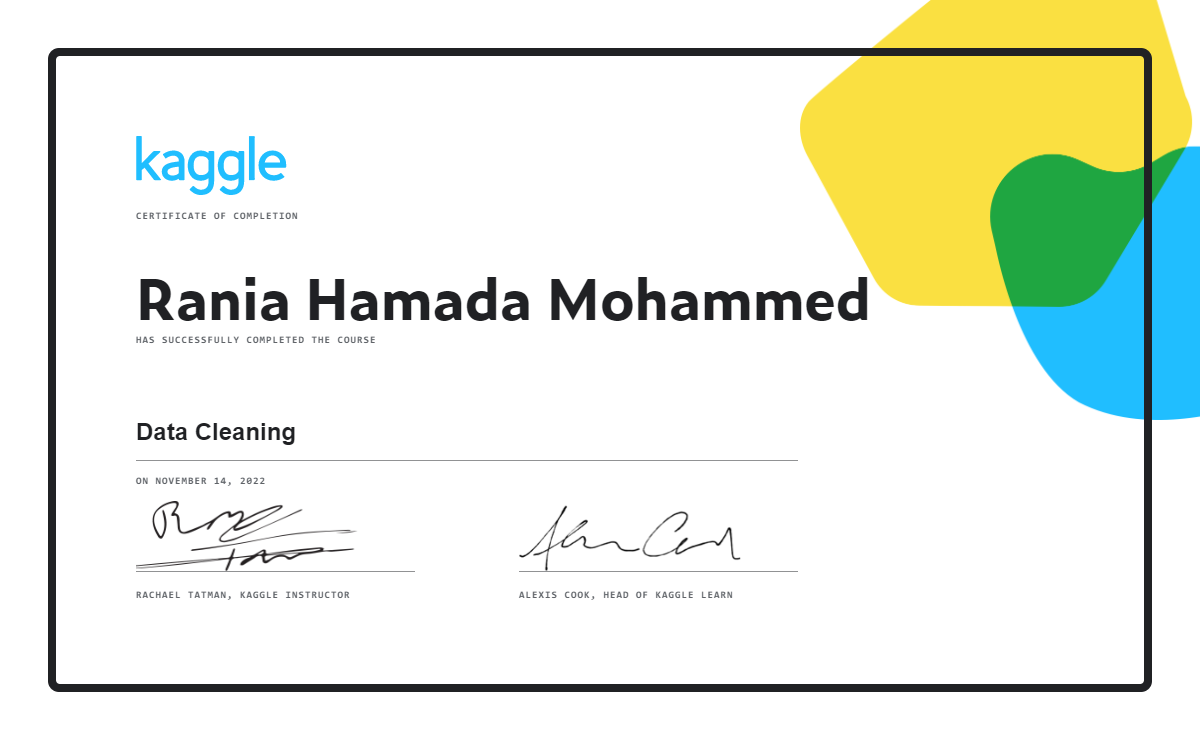 kaggle
CERTIFICATE OF COMPLETION
Rania Hamada Mohammed
HAS SUCCESSFULLY COMPLETED THE COURSE
Data Cleaning
ON NOVEMBER 14, 2022
RACHAEL TATMAN, KAGGLE INSTRUCTOR
ALEXIS COOK, HEAD OF KAGGLE LEARN